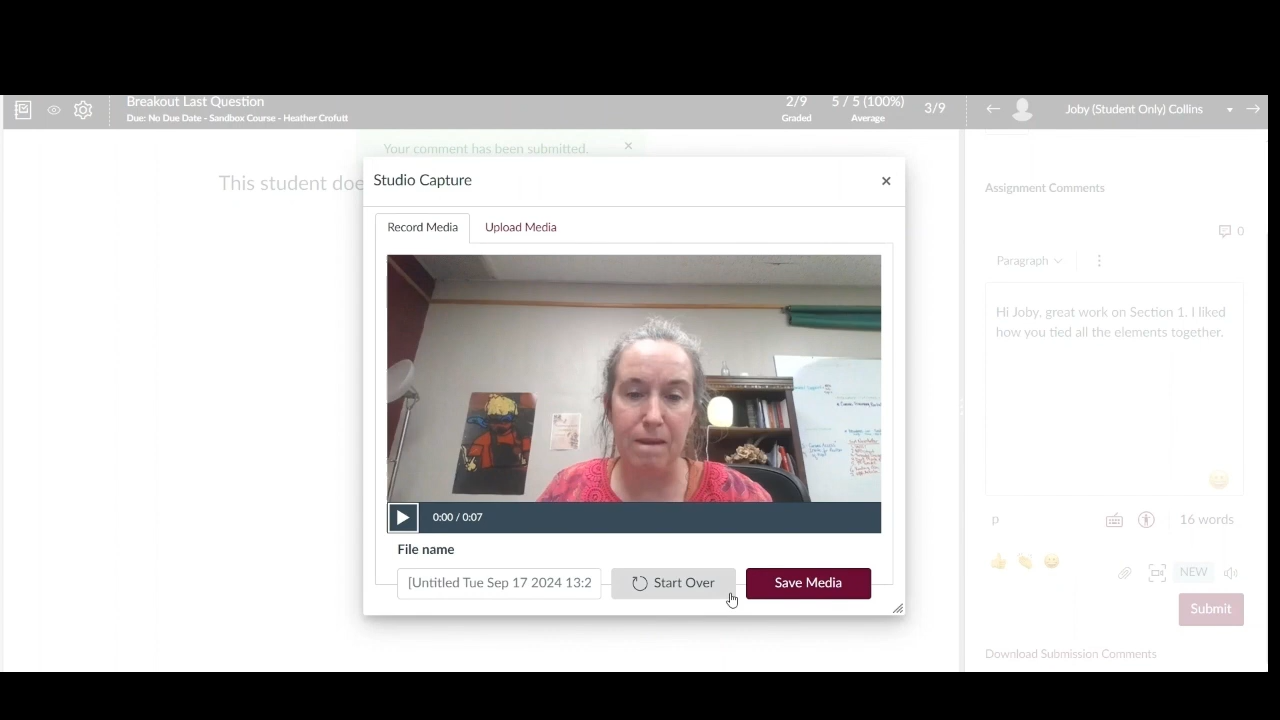 Breakout Last Question
Due: No Due Date - Sandbox Course - Heather Crofutt
2/9
Graded
5 / 5 (100%)
Average
3/9
Joby (Student Only) Collins
Your comment has been submitted.
This student doe
Studio Capture
Record Media
Upload Media
0:00 / 0:07
File name
[Untitled Tue Sep 17 2024 13:2
Start Over
Save Media
Assignment Comments
0
Paragraph
Hi Joby, great work on Section 1. I liked
how you tied all the elements together.
p
16 words
NEW
Submit
Download Submission Comments